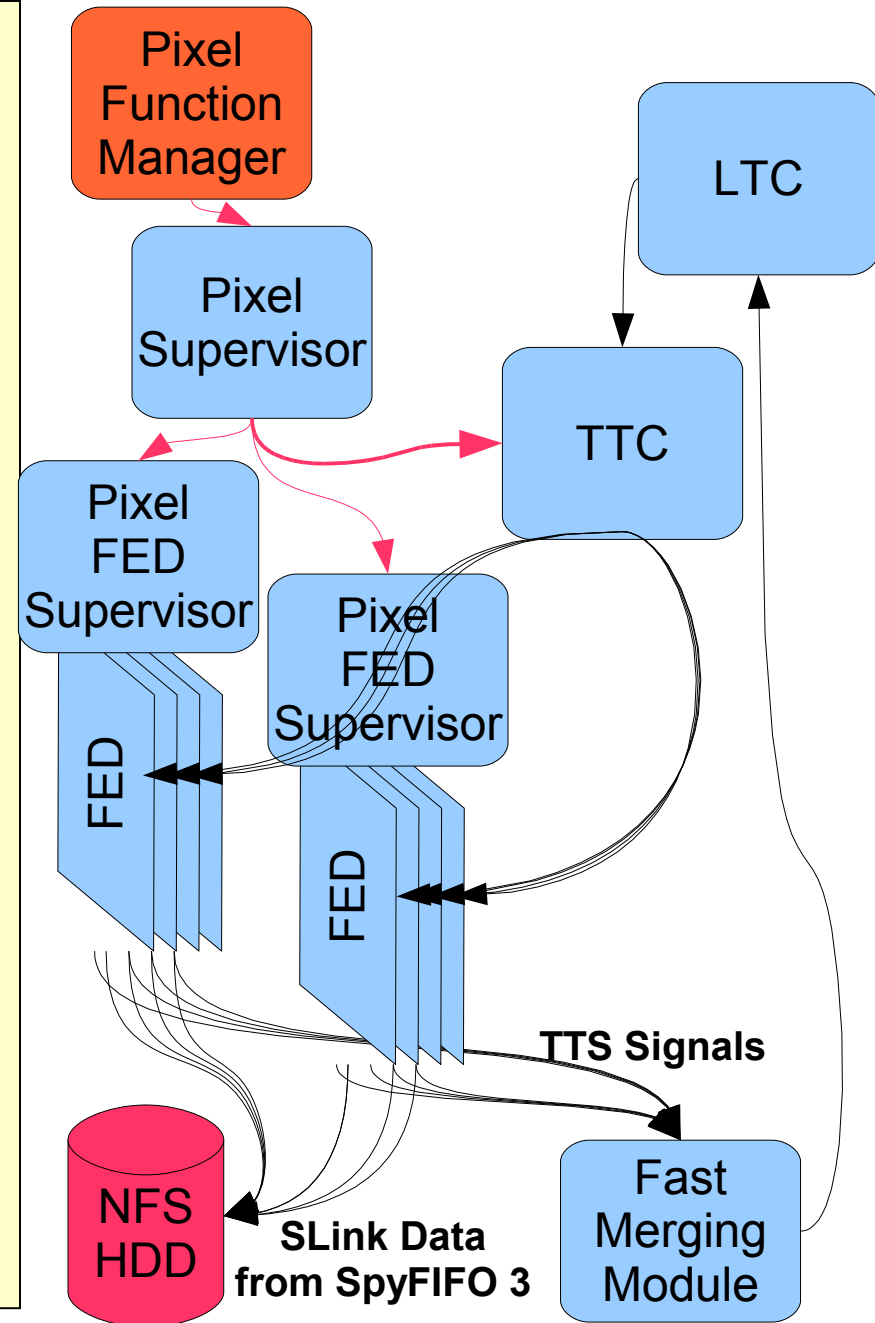 Pixel
Function
Manager
LTC
Pixel
Supervisor
TTC
Pixel
FED
Supervisor
Pixel
FED
Supervisor
FED
FED
TTS Signals
NFS
HDD
SLink Data
from SpyFIFO 3
Fast
Merging
Module